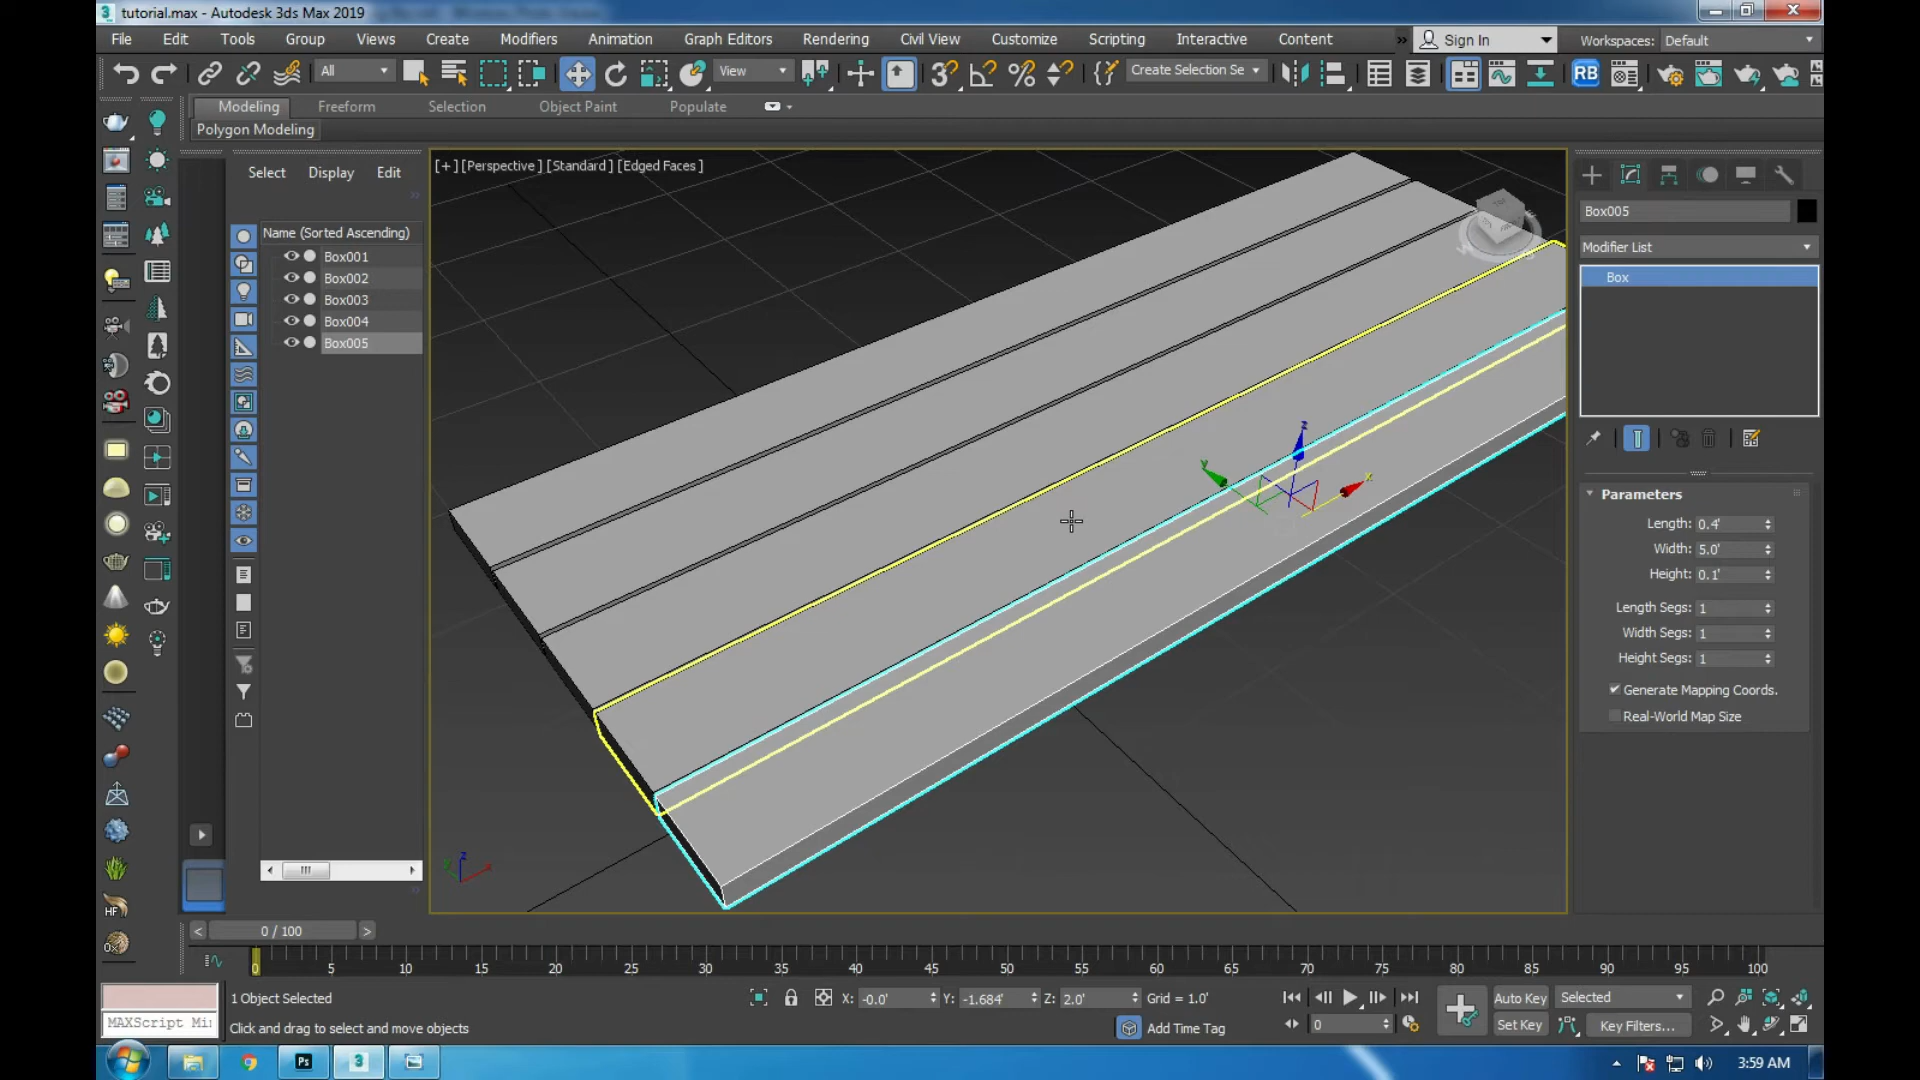 tutorial.max - Autodesk 3ds Max 2019
File Edit Tools Group Views Create Modifiers Animation Graph Editors Rendering Civil View Customize Scripting Interactive Content » Sign In Workspaces: Default
All View Create Selection Se RB
Modeling Freeform Selection Object Paint Populate
Polygon Modeling
Select Display Edit
[+] [Perspective] [Standard] [Edged Faces]
Box005
Name (Sorted Ascending)
Modifier List
Box001
Box002
Box003
Box004
Box005
Box
z
y
x
Parameters
Length: 0.4'
Width: 5.0'
Height: 0.1'
Length Segs: 1
Width Segs: 1
Height Segs: 1
Generate Mapping Coords.
Real-World Map Size
HF
0 / 100
0 5 10 15 20 25 30 35 40 45 50 55 60 65 70 75 80 85 90 95 100
1 Object Selected X: -0.0' Y: -1.684' Z: 2.0' Grid = 1.0' Auto Key Selected
MAXScript Mi: Click and drag to select and move objects Add Time Tag 0 Set Key Key Filters...
Ps 3 3:59 AM